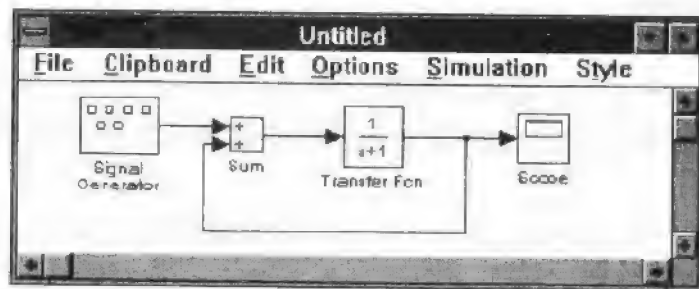 Untitled
File Clipboard Edit Options Simulation Style
Signal
Generator
+
+
Sum
1
s+1
Transfer Fcn
Scope